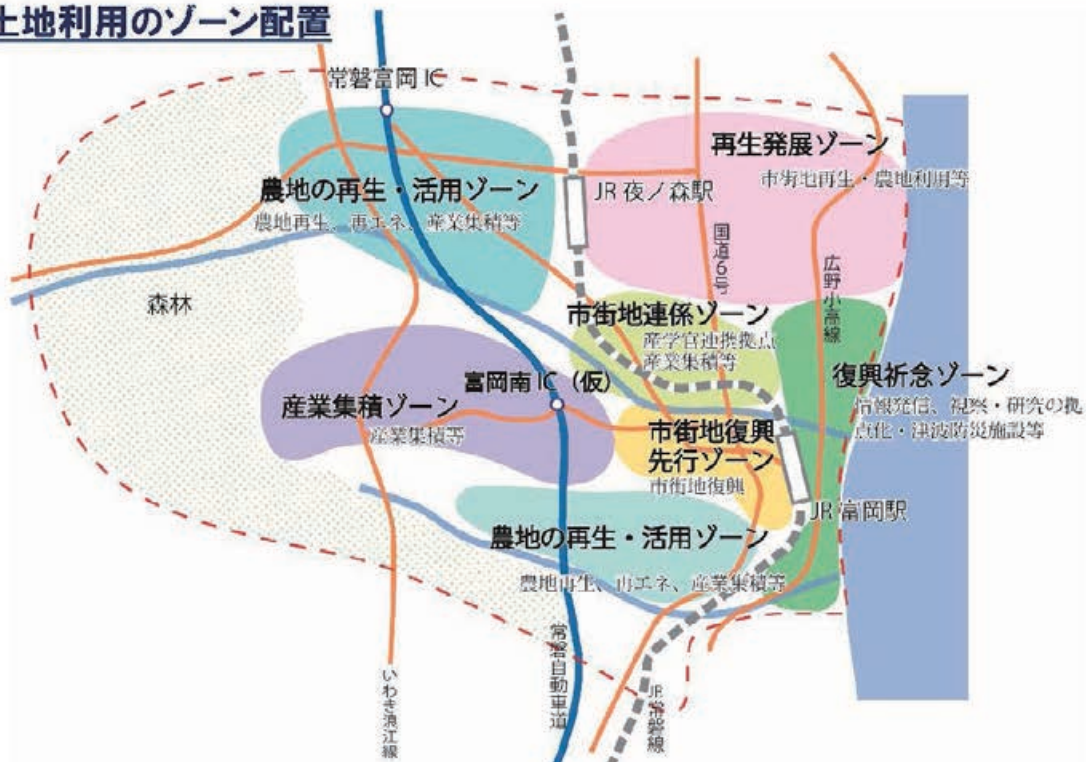 土地利用のゾーン配置
常磐富岡IC
再生発展ゾーン
市街地再生・農地利用等
農地の再生・活用ゾーン
農地再生、再エネ、産業集積等
JR夜ノ森駅
国道6号
広野小高線
森林
市街地連係ゾーン
産学官連携拠点
産業集積等
復興祈念ゾーン
情報発信、視察・研究の拠
点化・津波防災施設等
富岡南IC（仮）
産業集積ゾーン
産業集積等
市街地復興
先行ゾーン
市街地復興
JR富岡駅
農地の再生・活用ゾーン
農地再生、再エネ、産業集積等
いわき浪江線
常磐自動車道
JR常磐線